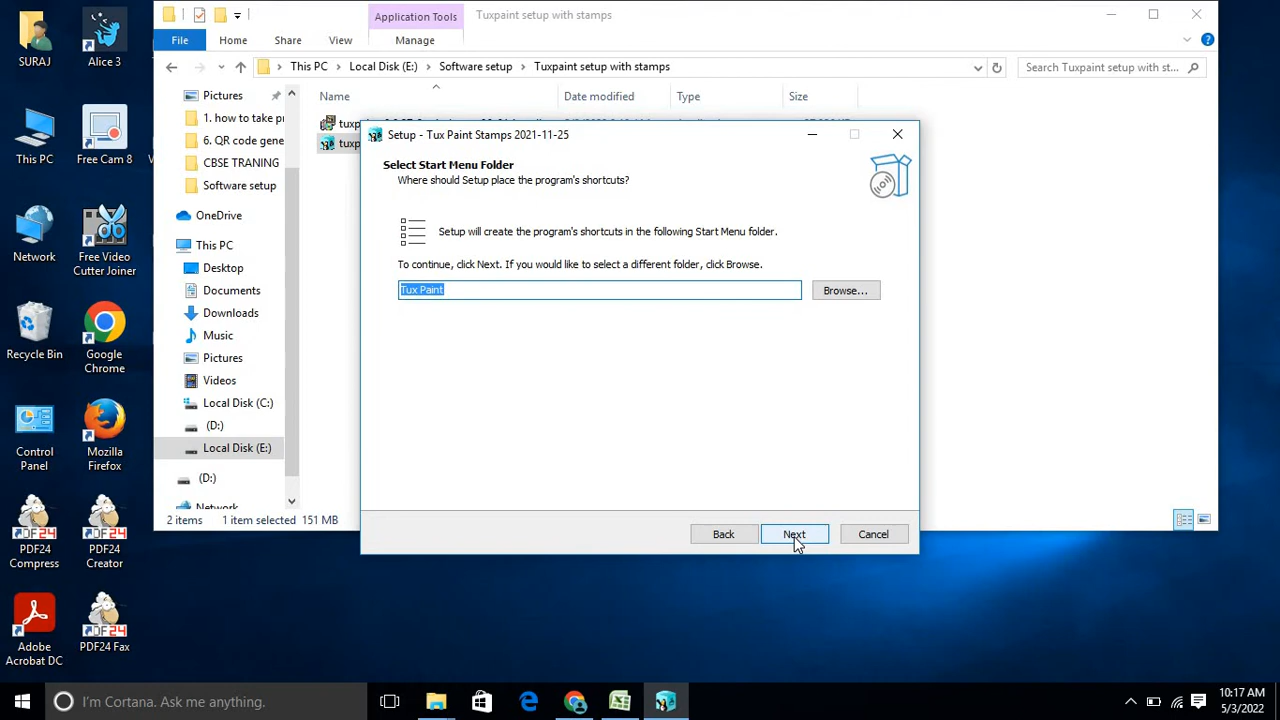 SURAJ
Alice 3
This PC
Free Cam 8
Network
Free Video
Cutter Joiner
Recycle Bin
Google
Chrome
Control
Panel
Mozilla
Firefox
PDF24
Compress
PDF24
Creator
Adobe
Acrobat DC
PDF24 Fax
Application Tools
Tuxpaint setup with stamps
File
Home
Share
View
Manage
This PC
Local Disk (E:)
Software setup
Tuxpaint setup with stamps
Search Tuxpaint setup with st...
Pictures
1. how to take pr
6. QR code gene
CBSE TRANING
Software setup
OneDrive
This PC
Desktop
Documents
Downloads
Music
Pictures
Videos
Local Disk (C:)
(D:)
Local Disk (E:)
(D:)
Network
Name
Date modified
Type
Size
2 items
1 item selected 151 MB
Setup - Tux Paint Stamps 2021-11-25
Select Start Menu Folder
Where should Setup place the program's shortcuts?
Setup will create the program's shortcuts in the following Start Menu folder.
To continue, click Next. If you would like to select a different folder, click Browse.
Tux Paint
Browse...
Back
Next
Cancel
I'm Cortana. Ask me anything.
10:17 AM
5/3/2022